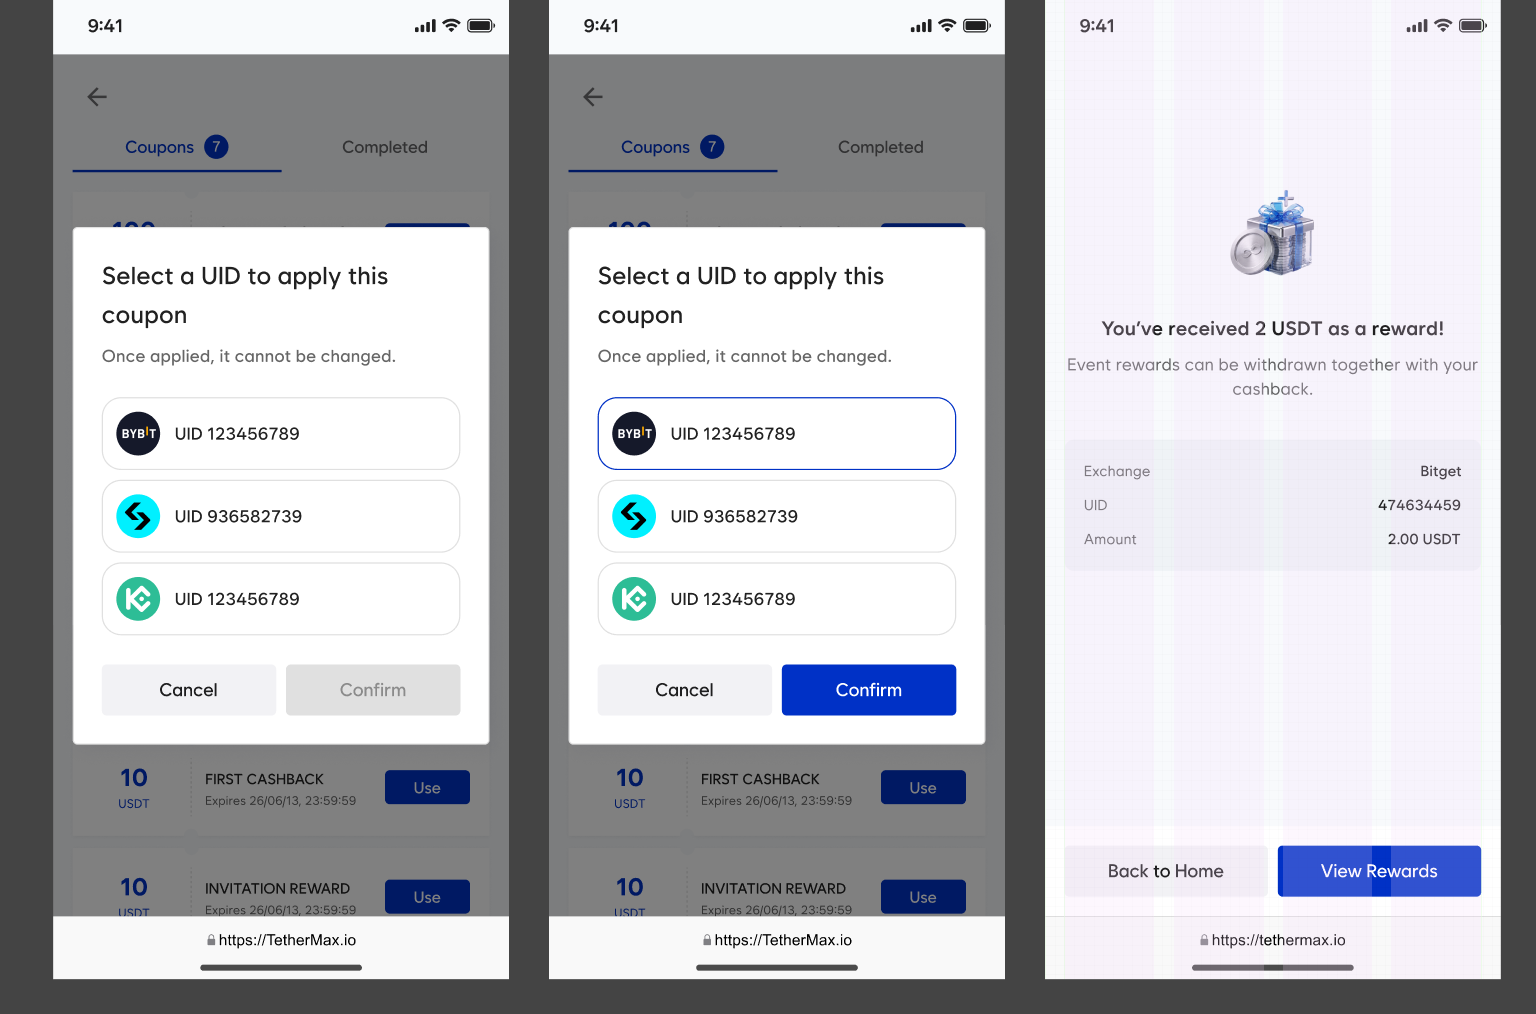 9:41
Coupons 7
Completed
Select a UID to apply this
coupon
Once applied, it cannot be changed.
BYBIT UID 123456789
UID 936582739
UID 123456789
Cancel
Confirm
10
USDT
FIRST CASHBACK
Expires 26/06/13, 23:59:59
Use
10
USDT
INVITATION REWARD
Expires 26/06/13, 23:59:59
Use
https://TetherMax.io
9:41
Coupons 7
Completed
Select a UID to apply this
coupon
Once applied, it cannot be changed.
BYBIT UID 123456789
UID 936582739
UID 123456789
Cancel
Confirm
10
USDT
FIRST CASHBACK
Expires 26/06/13, 23:59:59
Use
10
USDT
INVITATION REWARD
Expires 26/06/13, 23:59:59
Use
https://TetherMax.io
9:41
You’ve received 2 USDT as a reward!
Event rewards can be withdrawn together with your
cashback.
Exchange Bitget
UID 474634459
Amount 2.00 USDT
Back to Home
View Rewards
https://tethermax.io